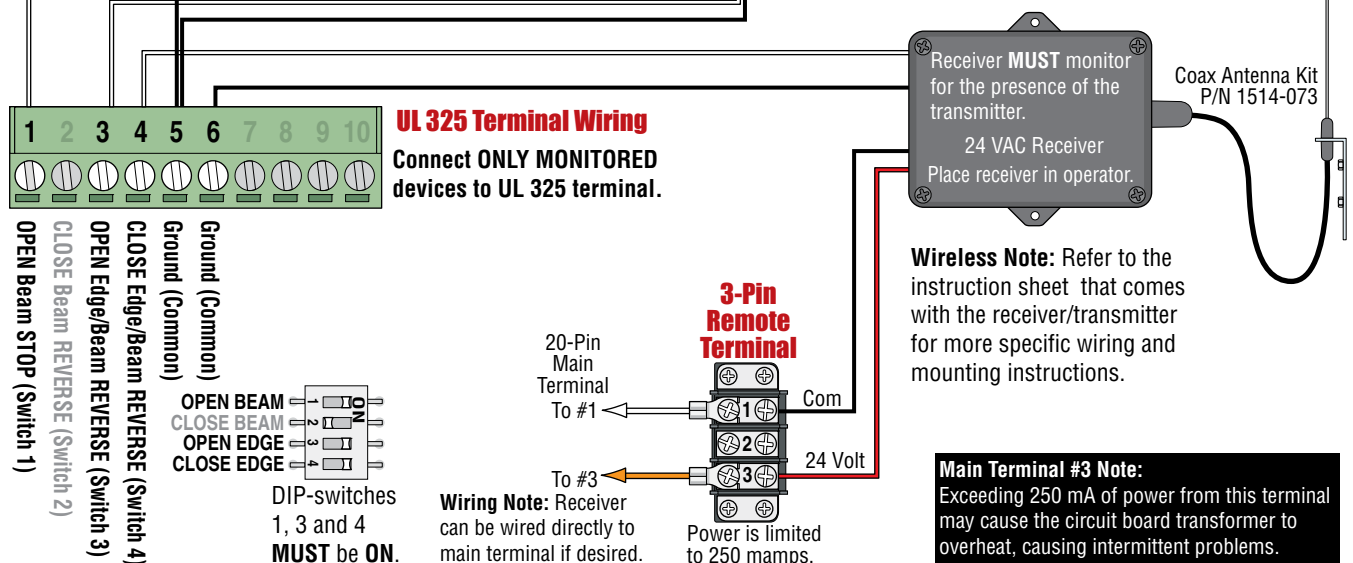 Receiver MUST monitor
for the presence of the
transmitter.
24 VAC Receiver
Place receiver in operator.
Coax Antenna Kit
P/N 1514-073
1 2 3 4 5 6 7 8 9 10
UL 325 Terminal Wiring
Connect ONLY MONITORED
devices to UL 325 terminal.
OPEN Beam STOP (Switch 1)
CLOSE Beam REVERSE (Switch 2)
OPEN Edge/Beam REVERSE (Switch 3)
CLOSE Edge/Beam REVERSE (Switch 4)
Ground (Common)
Ground (Common)
Wireless Note: Refer to the
instruction sheet that comes
with the receiver/transmitter
for more specific wiring and
mounting instructions.
3-Pin
Remote
Terminal
20-Pin
Main
Terminal
To #1
1
Com
2
To #3
3
24 Volt
OPEN BEAM
CLOSE BEAM
OPEN EDGE
CLOSE EDGE
1
2
3
4
ON
DIP-switches
1, 3 and 4
MUST be ON.
Wiring Note: Receiver
can be wired directly to
main terminal if desired.
Power is limited
to 250 mamps.
Main Terminal #3 Note:
Exceeding 250 mA of power from this terminal
may cause the circuit board transformer to
overheat, causing intermittent problems.